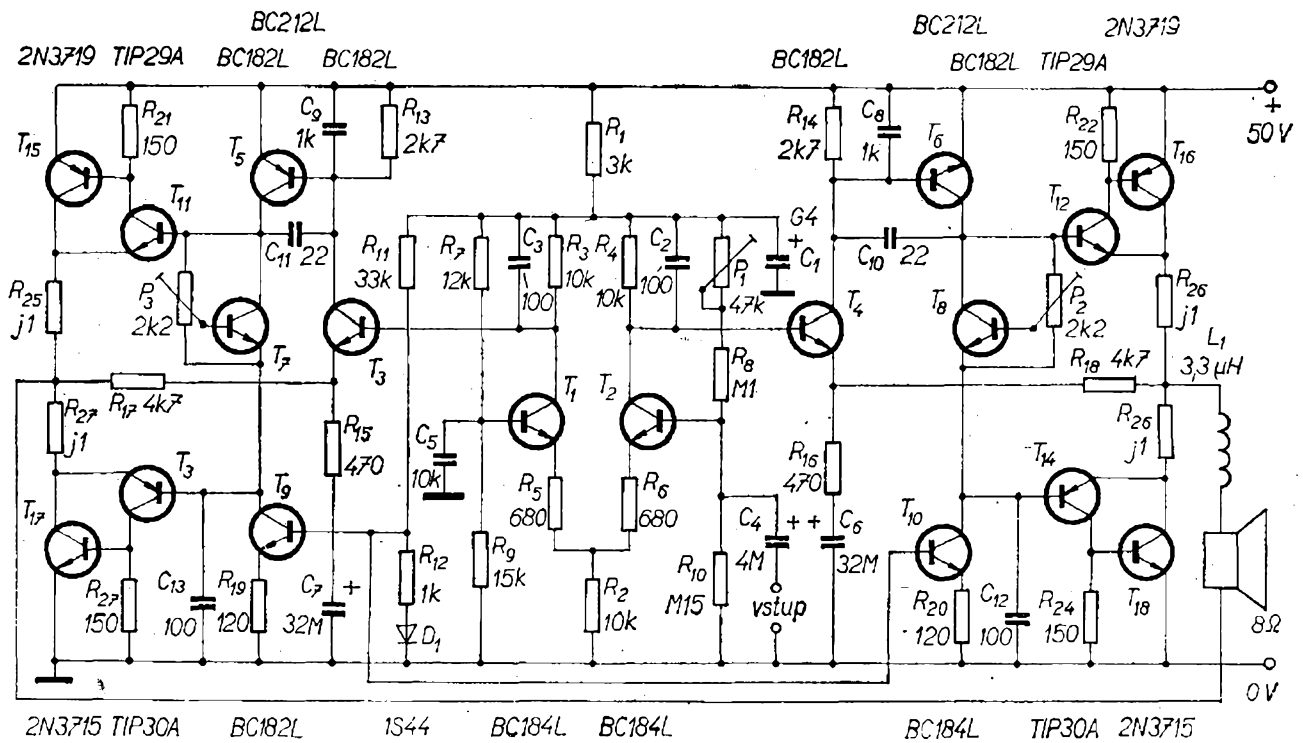 BC212L
BC212L
2N3719
2N3719 TIP29A
BC182L
BC182L
BC182L
BC182L
TIP29A
R21
150
C9
1k
R13
2k7
R1
3k
R14
2k7
C8
1k
R22
150
+
50V
T15
T5
T6
T16
T11
T12
C11 22
R11
33k
R7
12k
C3
100
R3
10k
R4
10k
C2
100
P1
47k
G4
+
C1
C10 22
R25
j1
P3
2k2
T7
T3
T4
T8
P2
2k2
R26
j1
L1
3,3µH
R17 4k7
R18 4k7
R8
M1
R27
j1
T1
T2
R15
470
C5
10k
R16
470
R26
j1
T3
T9
T14
R5
680
R6
680
T17
T10
C4
4M
+ +
C6
32M
R12
1k
R9
15k
R2
10k
R10
M15
vstup
R27
150
C13
100
R19
120
C7
32M
+
D1
R20
120
C12
100
R24
150
T18
8Ω
0V
2N3715 TIP30A
BC182L
1S44
BC184L
BC184L
BC184L
TIP30A
2N3715